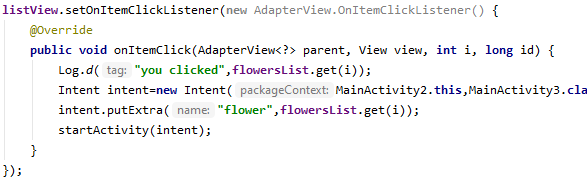 listView.setOnItemClickListener(new AdapterView.OnItemClickListener() {
@Override
public void onItemClick(AdapterView<?> parent, View view, int i, long id) {
Log.d( tag: "you clicked",flowersList.get(i));
Intent intent=new Intent( packageContext: MainActivity2.this,MainActivity3.cla
intent.putExtra( name: "flower",flowersList.get(i));
startActivity(intent);
}
});